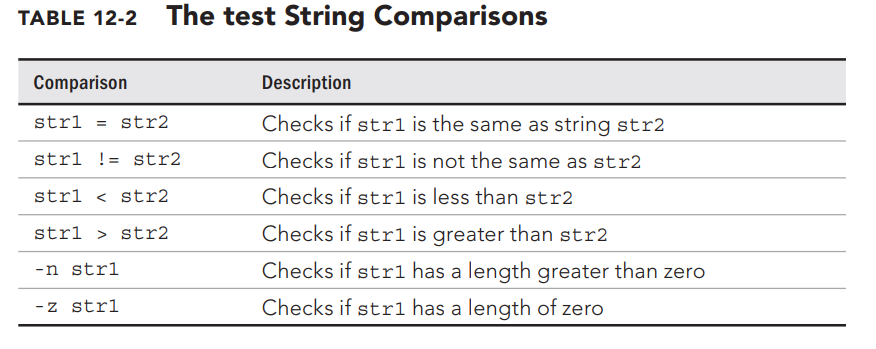 TABLE 12-2 The test String Comparisons
Comparison Description
str1 = str2 Checks if str1 is the same as string str2
str1 != str2 Checks if str1 is not the same as str2
str1 < str2 Checks if str1 is less than str2
str1 > str2 Checks if str1 is greater than str2
-n str1 Checks if str1 has a length greater than zero
-z str1 Checks if str1 has a length of zero